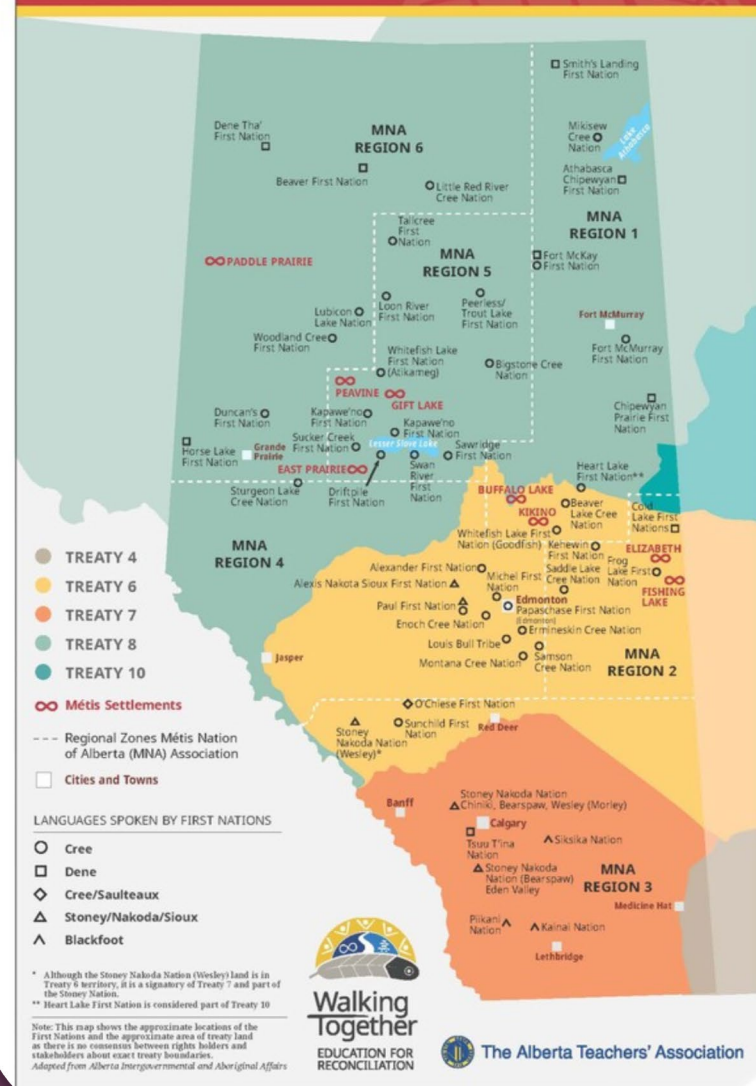 Smith's Landing
First Nation
Dene Tha'
First Nation
MNA
REGION 6
Mikisew
Cree
Nation
Lake
Athabasca
Beaver First Nation
Athabasca
Chipewyan
First Nation
Little Red River
Cree Nation
Tallcree
First
Nation
MNA
REGION 1
MNA
REGION 5
Fort McKay
First Nation
PADDLE PRAIRIE
Lubicon
Lake Nation
Loon River
First Nation
Peerless/
Trout Lake
First Nation
Fort McMurray
Woodland Cree
First Nation
Whitefish Lake
First Nation
(Atikameg)
Fort McMurray
First Nation
Bigstone Cree
Nation
PEAVINE
GIFT LAKE
Chipewyan
Prairie First
Nation
Duncan's
First Nation
Kapawe'no
First Nation
Kapawe'no
First Nation
Horse Lake
First Nation
Grande
Prairie
Sucker Creek
First Nation
Lesser Slave Lake
Sawridge
First Nation
EAST PRAIRIE
Swan
River
First
Nation
Heart Lake
First Nation**
Sturgeon Lake
Cree Nation
Driftpile
First Nation
BUFFALO LAKE
KIKINO
Beaver
Lake Cree
Nation
Cold
Lake First
Nations
MNA
REGION 4
Whitefish Lake First
Nation (Goodfish)
Kehewin
First Nation
ELIZABETH
TREATY 4
TREATY 6
TREATY 7
TREATY 8
TREATY 10
Alexander First Nation
Michel First
Nation
Saddle Lake
Cree Nation
Frog
Lake First
Nation
Alexis Nakota Sioux First Nation
FISHING
LAKE
Paul First Nation
Edmonton
Papaschase First Nation
(Edmonton)
Enoch Cree Nation
Ermineskin Cree Nation
Louis Bull Tribe
Jasper
Montana Cree Nation
Samson
Cree Nation
MNA
REGION 2
O'Chiese First Nation
Stoney
Nakoda Nation
(Wesley)*
Sunchild First
Nation
Red Deer
Métis Settlements
Regional Zones Métis Nation
of Alberta (MNA) Association
Cities and Towns
Banff
Stoney Nakoda Nation
Chiniki, Bearspaw, Wesley (Morley)
Calgary
Tsuu T'ina
Nation
Siksika Nation
Stoney Nakoda
Nation (Bearspaw)
Eden Valley
MNA
REGION 3
Medicine Hat
Piikani
Nation
Kainai Nation
Lethbridge
LANGUAGES SPOKEN BY FIRST NATIONS
Cree
Dene
Cree/Saulteaux
Stoney/Nakoda/Sioux
Blackfoot
* Although the Stoney Nakoda Nation (Wesley) land is in
Treaty 6 territory, it is a signatory of Treaty 7 and part of
the Stoney Nation.
** Heart Lake First Nation is considered part of Treaty 10
Note: This map shows the approximate locations of the
First Nations and the approximate area of treaty land
as there is no consensus between rights holders and
stakeholders about exact treaty boundaries.
Adapted from Alberta Intergovernmental and Aboriginal Affairs
Walking
Together
EDUCATION FOR
RECONCILIATION
The Alberta Teachers' Association